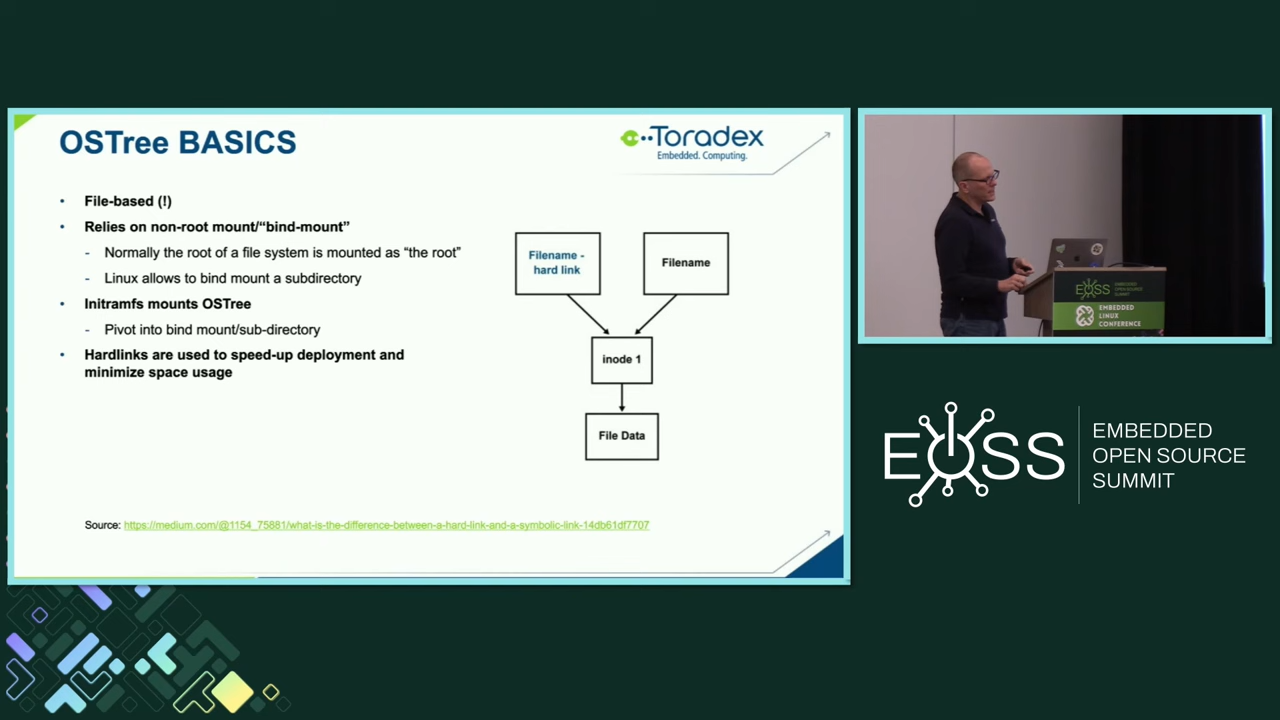 OSTree BASICS
Toradex
Embedded. Computing.
• File-based (!)
• Relies on non-root mount/“bind-mount”
- Normally the root of a file system is mounted as “the root”
- Linux allows to bind mount a subdirectory
• Initramfs mounts OSTree
- Pivot into bind mount/sub-directory
• Hardlinks are used to speed-up deployment and
minimize space usage
Filename -
hard link
Filename
inode 1
File Data
Source: https://medium.com/@1154_75881/what-is-the-difference-between-a-hard-link-and-a-symbolic-link-14db61df7707
EOSS
EMBEDDED
LINUX
CONFERENCE
EOSS
EMBEDDED
OPEN SOURCE
SUMMIT